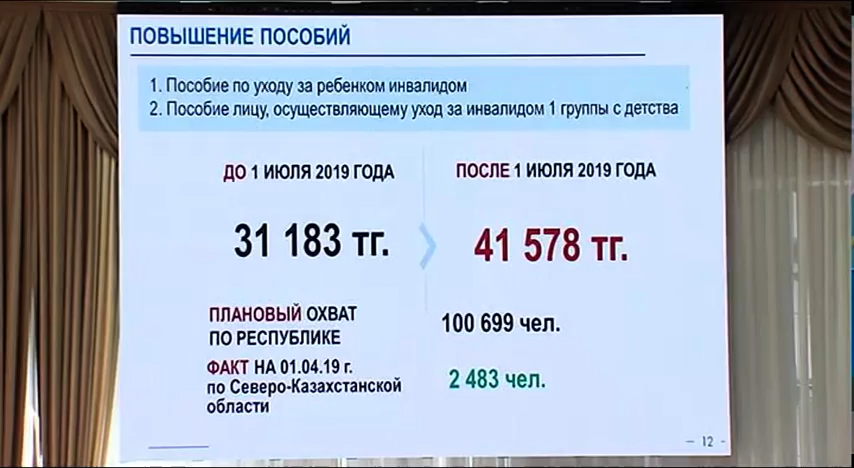 ПОВЫШЕНИЕ ПОСОБИЙ
1. Пособие по уходу за ребенком инвалидом
2. Пособие лицу, осуществляющему уход за инвалидом 1 группы с детства
ДО 1 ИЮЛЯ 2019 ГОДА
ПОСЛЕ 1 ИЮЛЯ 2019 ГОДА
31 183 тг.
41 578 тг.
ПЛАНОВЫЙ ОХВАТ
ПО РЕСПУБЛИКЕ
100 699 чел.
ФАКТ НА 01.04.19 г.
по Северо-Казахстанской
области
2 483 чел.
– 12 -